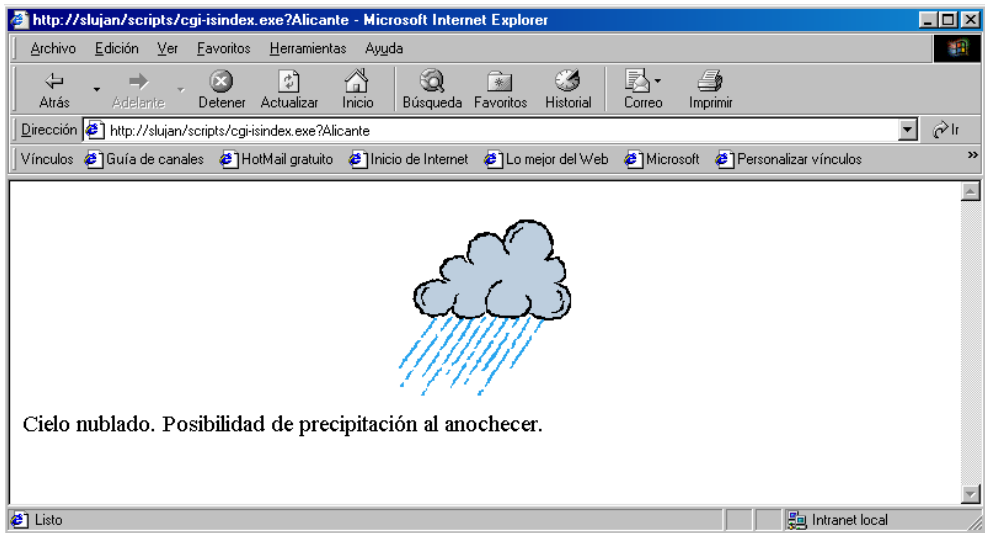 http://slujan/scripts/cgi-isindex.exe?Alicante - Microsoft Internet Explorer
Archivo Edición Ver Favoritos Herramientas Ayuda
Atrás Adelante Detener Actualizar Inicio Búsqueda Favoritos Historial Correo Imprimir
Dirección http://slujan/scripts/cgi-isindex.exe?Alicante Ir
Vínculos Guía de canales HotMail gratuito Inicio de Internet Lo mejor del Web Microsoft Personalizar vínculos »
Cielo nublado. Posibilidad de precipitación al anochecer.
Listo Intranet local